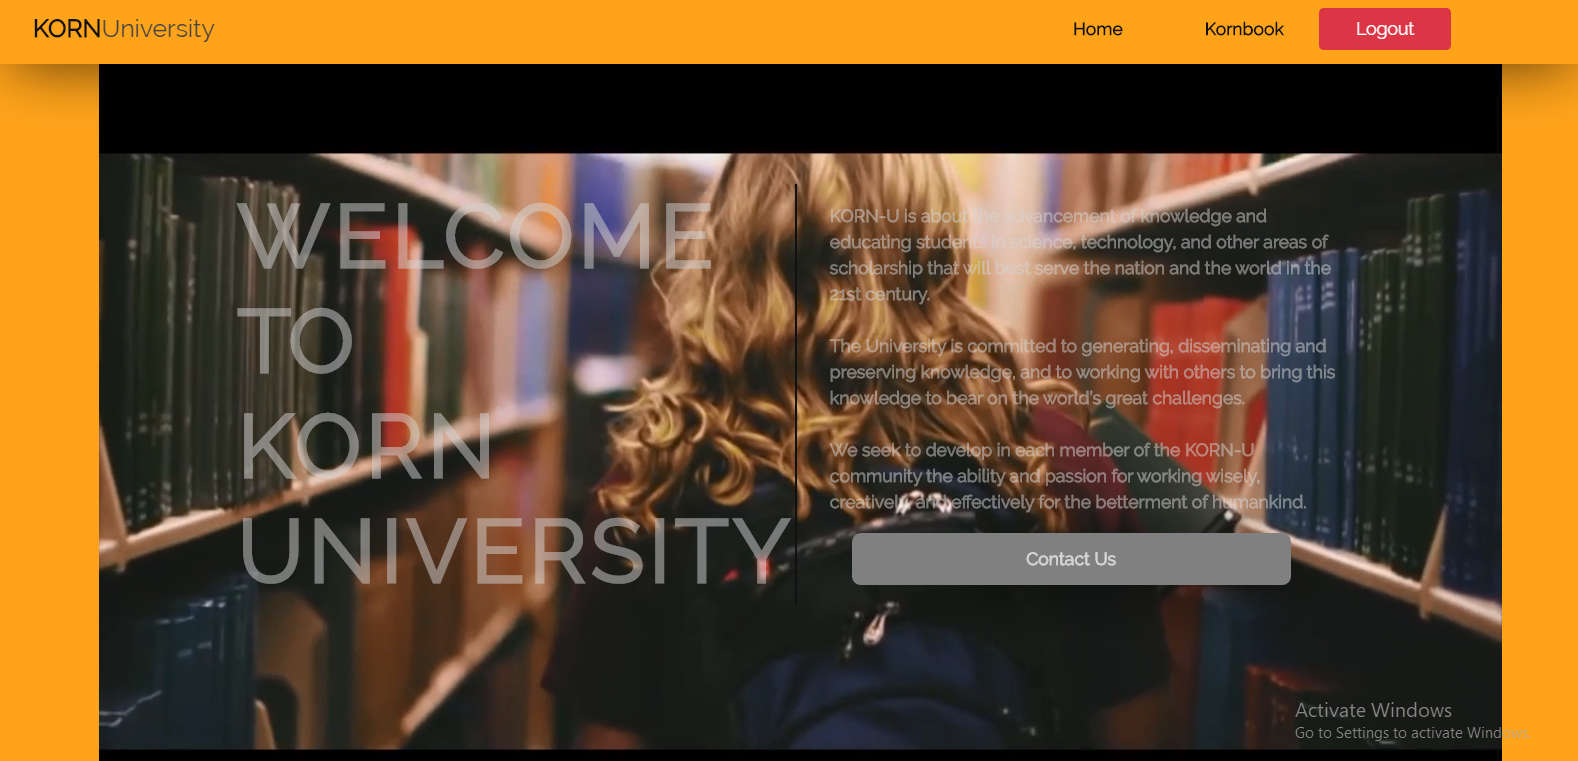 KORNUniversity
Home
Kornbook
Logout
WELCOME
TO
KORN
UNIVERSITY
KORN-U is about the advancement of knowledge and
educating students in science, technology, and other areas of
scholarship that will best serve the nation and the world in the
21st century.
The University is committed to generating, disseminating and
preserving knowledge, and to working with others to bring this
knowledge to bear on the world's great challenges.
We seek to develop in each member of the KORN-U
community the ability and passion for working wisely,
creatively, and effectively for the betterment of humankind.
Contact Us
Activate Windows
Go to Settings to activate Windows.